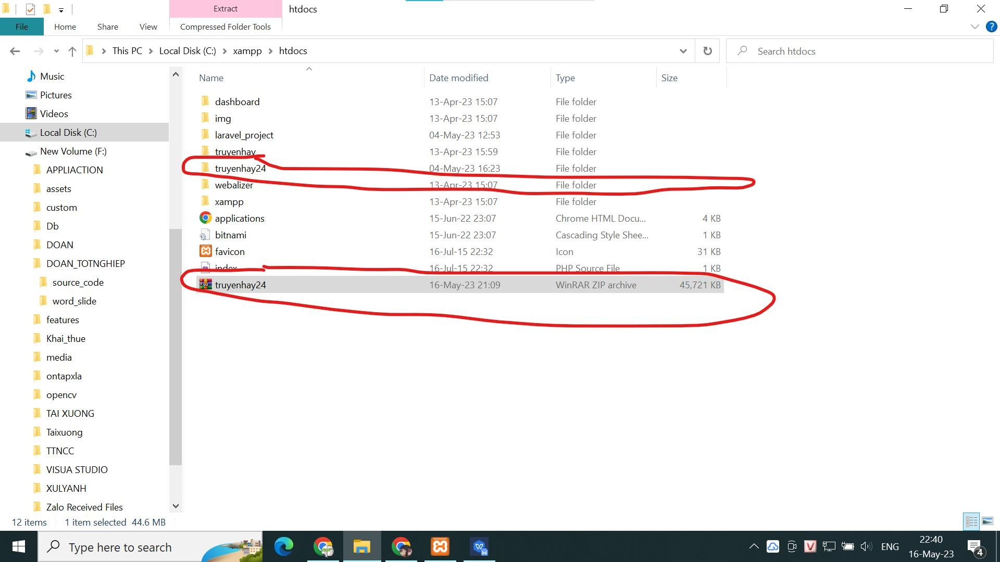 Extract
htdocs
File
Home
Share
View
Compressed Folder Tools
This PC
Local Disk (C:)
xampp
htdocs
Search htdocs
Name
Date modified
Type
Size
dashboard 13-Apr-23 15:07 File folder
img 13-Apr-23 15:07 File folder
laravel_project 04-May-23 12:53 File folder
truyenhay 13-Apr-23 15:59 File folder
truyenhay24 04-May-23 16:23 File folder
webalizer 13-Apr-23 15:07 File folder
xampp 13-Apr-23 15:07 File folder
applications 15-Jun-22 23:07 Chrome HTML Docu... 4 KB
bitnami 15-Jun-22 23:07 Cascading Style Shee... 1 KB
favicon 16-Jul-15 22:32 Icon 31 KB
index 16-Jul-15 22:32 PHP Source File 1 KB
truyenhay24 16-May-23 21:09 WinRAR ZIP archive 45,721 KB
Music
Pictures
Videos
Local Disk (C:)
New Volume (F:)
APPLIACTION
assets
custom
Db
DOAN
DOAN_TOTNGHIEP
source_code
word_slide
features
Khai_thue
media
ontapxla
opencv
TAI XUONG
Taixuong
TTNCC
VISUA STUDIO
XULYANH
Zalo Received Files
12 items
1 item selected 44.6 MB
Type here to search
ENG
22:40
16-May-23
4